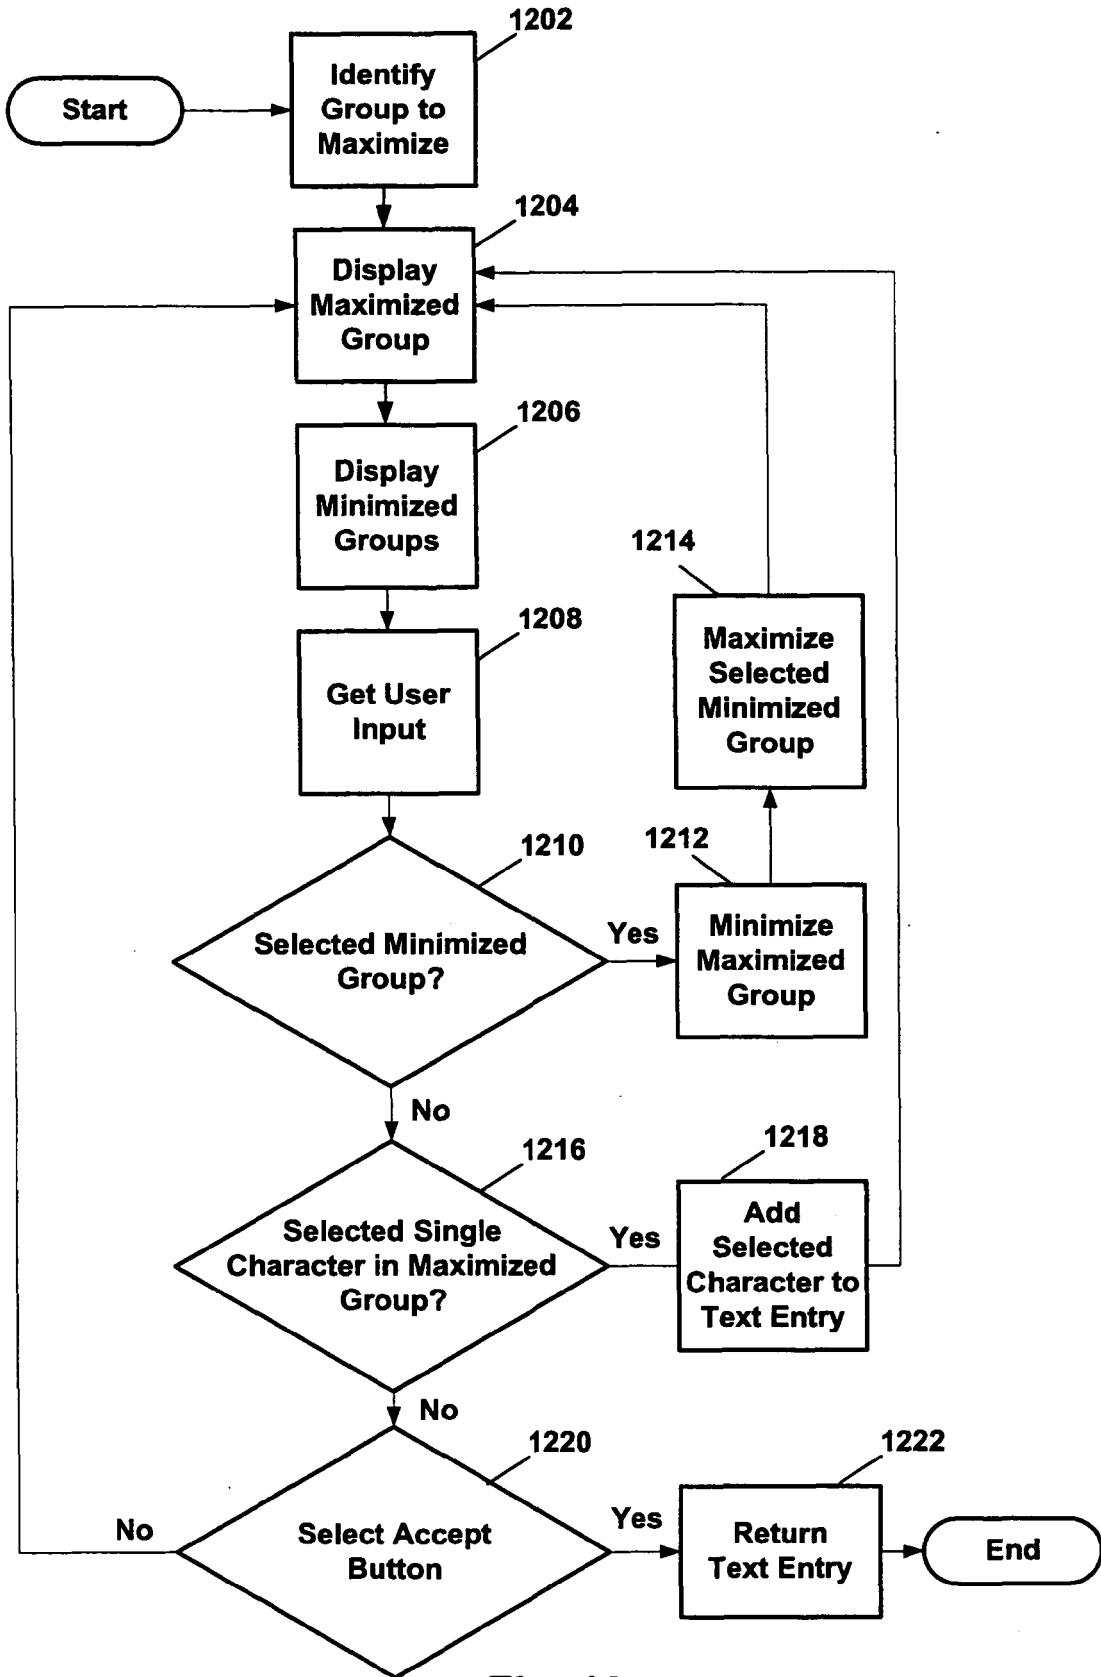 1202
Start
Identify
Group to
Maximize
1204
Display
Maximized
Group
1206
Display
Minimized
Groups
1208
Get User
Input
1214
Maximize
Selected
Minimized
Group
1210
Selected Minimized
Group?
Yes
1212
Minimize
Maximized
Group
No
1216
Selected Single
Character in Maximized
Group?
Yes
1218
Add
Selected
Character to
Text Entry
No
1220
Select Accept
Button
No
Yes
1222
Return
Text Entry
End